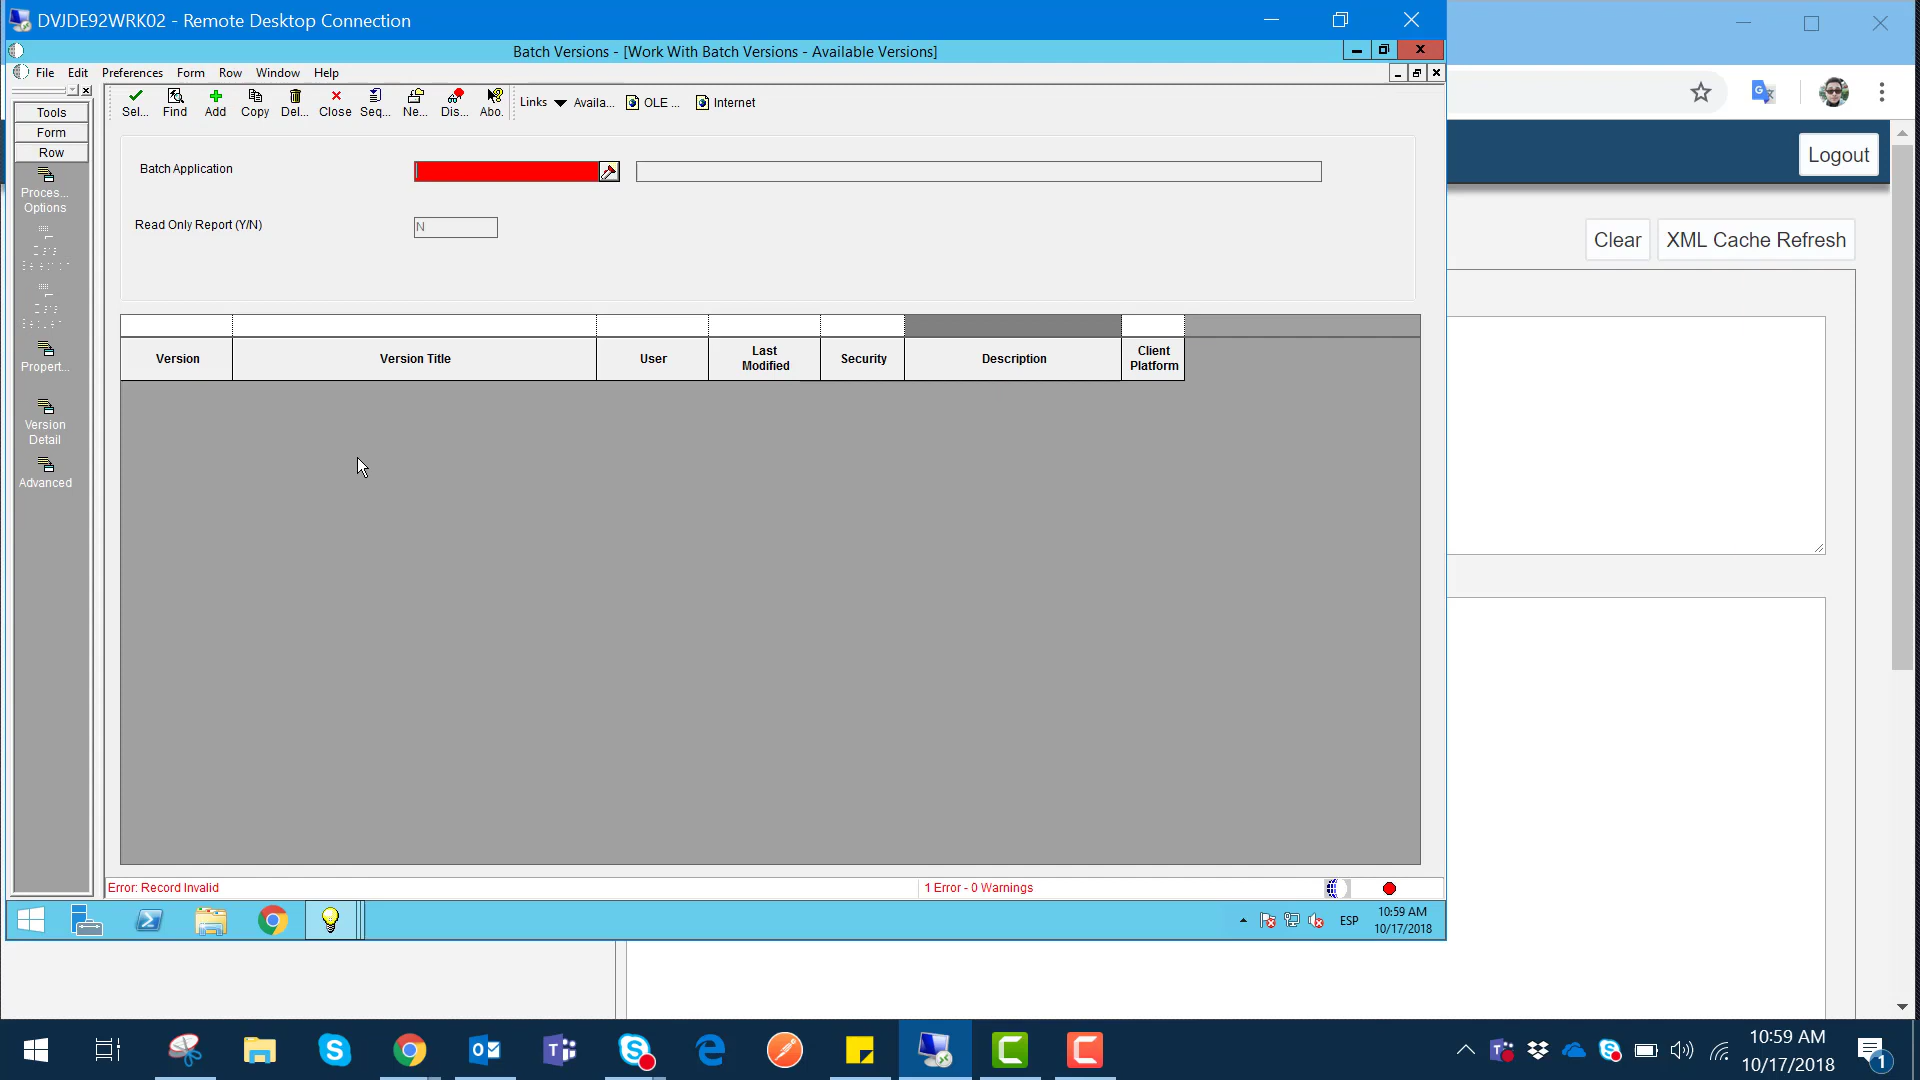 DVJDE92WRK02 - Remote Desktop Connection
Batch Versions - [Work With Batch Versions - Available Versions]
File Edit Preferences Form Row Window Help
Sel... Find Add Copy Del... Close Seq... Ne... Dis... Abo. Links Availa... OLE ... Internet
Tools
Form
Row
Proces...
Options
Propert...
Version
Detail
Advanced
Batch Application
Read Only Report (Y/N) N
Version Version Title User Last Modified Security Description Client Platform
Error: Record Invalid 1 Error - 0 Warnings
ESP
10:59 AM
10/17/2018
Logout
Clear XML Cache Refresh
10:59 AM
10/17/2018
1